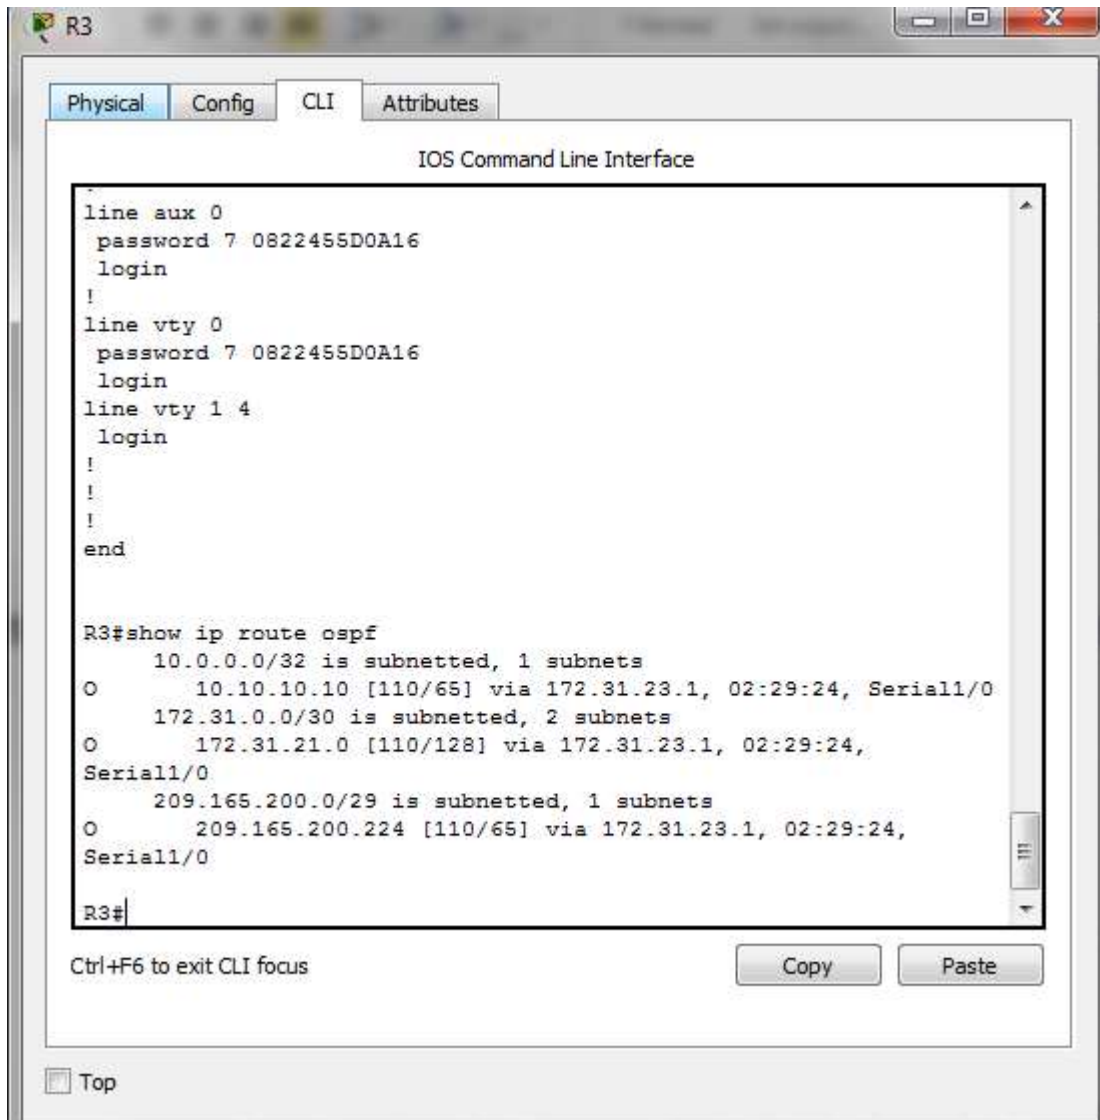 R3
Physical Config CLI Attributes
IOS Command Line Interface
!
line aux 0
 password 7 0822455D0A16
 login
!
line vty 0
 password 7 0822455D0A16
 login
line vty 1 4
 login
!
!
!
end
R3#show ip route ospf
     10.0.0.0/32 is subnetted, 1 subnets
O       10.10.10.10 [110/65] via 172.31.23.1, 02:29:24, Serial1/0
     172.31.0.0/30 is subnetted, 2 subnets
O       172.31.21.0 [110/128] via 172.31.23.1, 02:29:24,
Serial1/0
     209.165.200.0/29 is subnetted, 1 subnets
O       209.165.200.224 [110/65] via 172.31.23.1, 02:29:24,
Serial1/0
R3#
Ctrl+F6 to exit CLI focus Copy Paste
Top